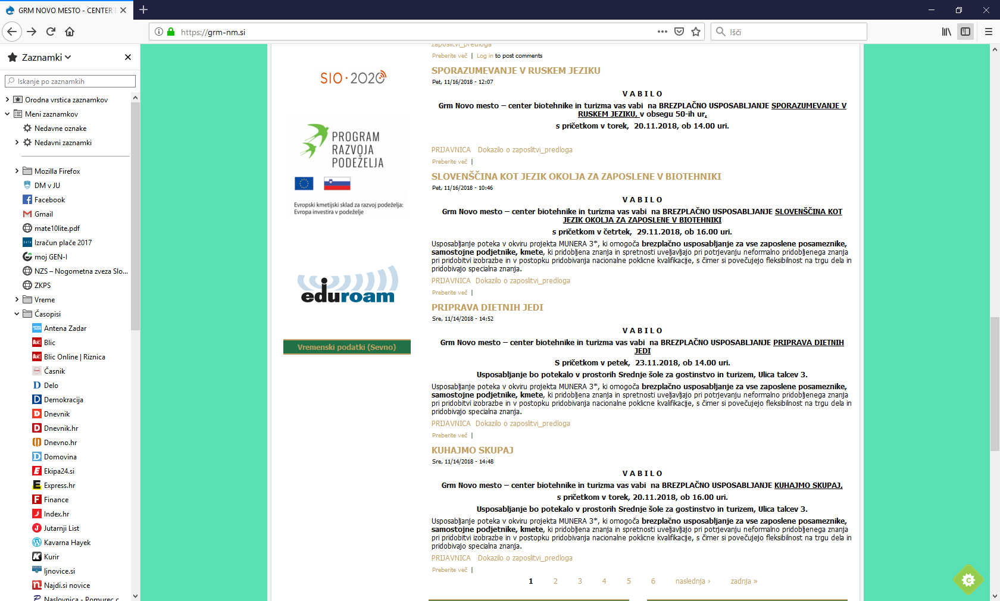 GRM NOVO MESTO - CENTER
https://grm-nm.si
Išči
Zaznamki
Iskanje po zaznamkih
Orodna vrstica zaznamkov
Meni zaznamkov
Nedavne oznake
Nedavni zaznamki
Mozilla Firefox
DM v JU
Facebook
Gmail
mate10lite.pdf
Izračun plače 2017
moj GEN-I
NZS – Nogometna zveza Slo...
ZKPS
Vreme
Časopisi
Antena Zadar
Blic
Blic Online | Riznica
Časnik
Delo
Demokracija
Dnevnik
Dnevnik.hr
Dnevno.hr
Domovina
Ekipa24.si
Express.hr
Finance
Index.hr
Jutarnji List
Kavarna Hayek
Kurir
ljnovice.si
Najdi.si novice
Naslovnica - Pomurec.c
SIO·2020
PROGRAM
RAZVOJA
PODEŽELJA
Evropski kmetijski sklad za razvoj podeželja:
Evropa investira v podeželje
eduroam
Vremenski podatki (Sevno)
zaposlitvi_predloga
Preberite več | Log in to post comments
SPORAZUMEVANJE V RUSKEM JEZIKU
Pet, 11/16/2018 - 12:07
V A B I L O
Grm Novo mesto – center biotehnike in turizma vas vabi na BREZPLAČNO USPOSABLJANJE SPORAZUMEVANJE V
RUSKEM JEZIKU, v obsegu 50-ih ur,
s pričetkom v torek, 20.11.2018, ob 14.00 uri.
PRIJAVNICA Dokazilo o zaposlitvi_predloga
Preberite več |
SLOVENŠČINA KOT JEZIK OKOLJA ZA ZAPOSLENE V BIOTEHNIKI
Pet, 11/16/2018 - 10:46
V A B I L O
Grm Novo mesto – center biotehnike in turizma vas vabi na BREZPLAČNO USPOSABLJANJE SLOVENŠČINA KOT
JEZIK OKOLJA ZA ZAPOSLENE V BIOTEHNIKI
s pričetkom v četrtek, 29.11.2018, ob 16.00 uri.
Usposabljanje poteka v okviru projekta MUNERA 3*, ki omogoča brezplačno usposabljanje za vse zaposlene posameznike,
samostojne podjetnike, kmete, ki pridobljena znanja in spretnosti uveljavljajo pri potrjevanju neformalno pridobljenega znanja
pri pridobitvi izobrazbe in v postopku pridobivanja nacionalne poklicne kvalifikacije, s čimer si povečujejo fleksibilnost na trgu dela in
pridobivajo specialna znanja.
PRIJAVNICA Dokazilo o zaposlitvi_predloga
Preberite več |
PRIPRAVA DIETNIH JEDI
Sre, 11/14/2018 - 14:52
V A B I L O
Grm Novo mesto – center biotehnike in turizma vas vabi na BREZPLAČNO USPOSABLJANJE PRIPRAVA DIETNIH
JEDI
S pričetkom v petek, 23.11.2018, ob 14.00 uri.
Usposabljanje bo potekalo v prostorih Srednje šole za gostinstvo in turizem, Ulica talcev 3.
Usposabljanje poteka v okviru projekta MUNERA 3*, ki omogoča brezplačno usposabljanje za vse zaposlene posameznike,
samostojne podjetnike, kmete, ki pridobljena znanja in spretnosti uveljavljajo pri potrjevanju neformalno pridobljenega znanja
pri pridobitvi izobrazbe in v postopku pridobivanja nacionalne poklicne kvalifikacije, s čimer si povečujejo fleksibilnost na trgu dela in
pridobivajo specialna znanja.
PRIJAVNICA Dokazilo o zaposlitvi_predloga
Preberite več |
KUHAJMO SKUPAJ
Sre, 11/14/2018 - 14:48
V A B I L O
Grm Novo mesto – center biotehnike in turizma vas vabi na BREZPLAČNO USPOSABLJANJE KUHAJMO SKUPAJ,
s pričetkom v torek, 20.11.2018, ob 16.00 uri.
Usposabljanje bo potekalo v prostorih Srednje šole za gostinstvo in turizem, Ulica talcev 3.
Usposabljanje poteka v okviru projekta MUNERA 3*, ki omogoča brezplačno usposabljanje za vse zaposlene posameznike,
samostojne podjetnike, kmete, ki pridobljena znanja in spretnosti uveljavljajo pri potrjevanju neformalno pridobljenega znanja
pri pridobitvi izobrazbe in v postopku pridobivanja nacionalne poklicne kvalifikacije, s čimer si povečujejo fleksibilnost na trgu dela in
pridobivajo specialna znanja.
PRIJAVNICA Dokazilo o zaposlitvi_predloga
Preberite več |
1 2 3 4 5 6 naslednja › zadnja »